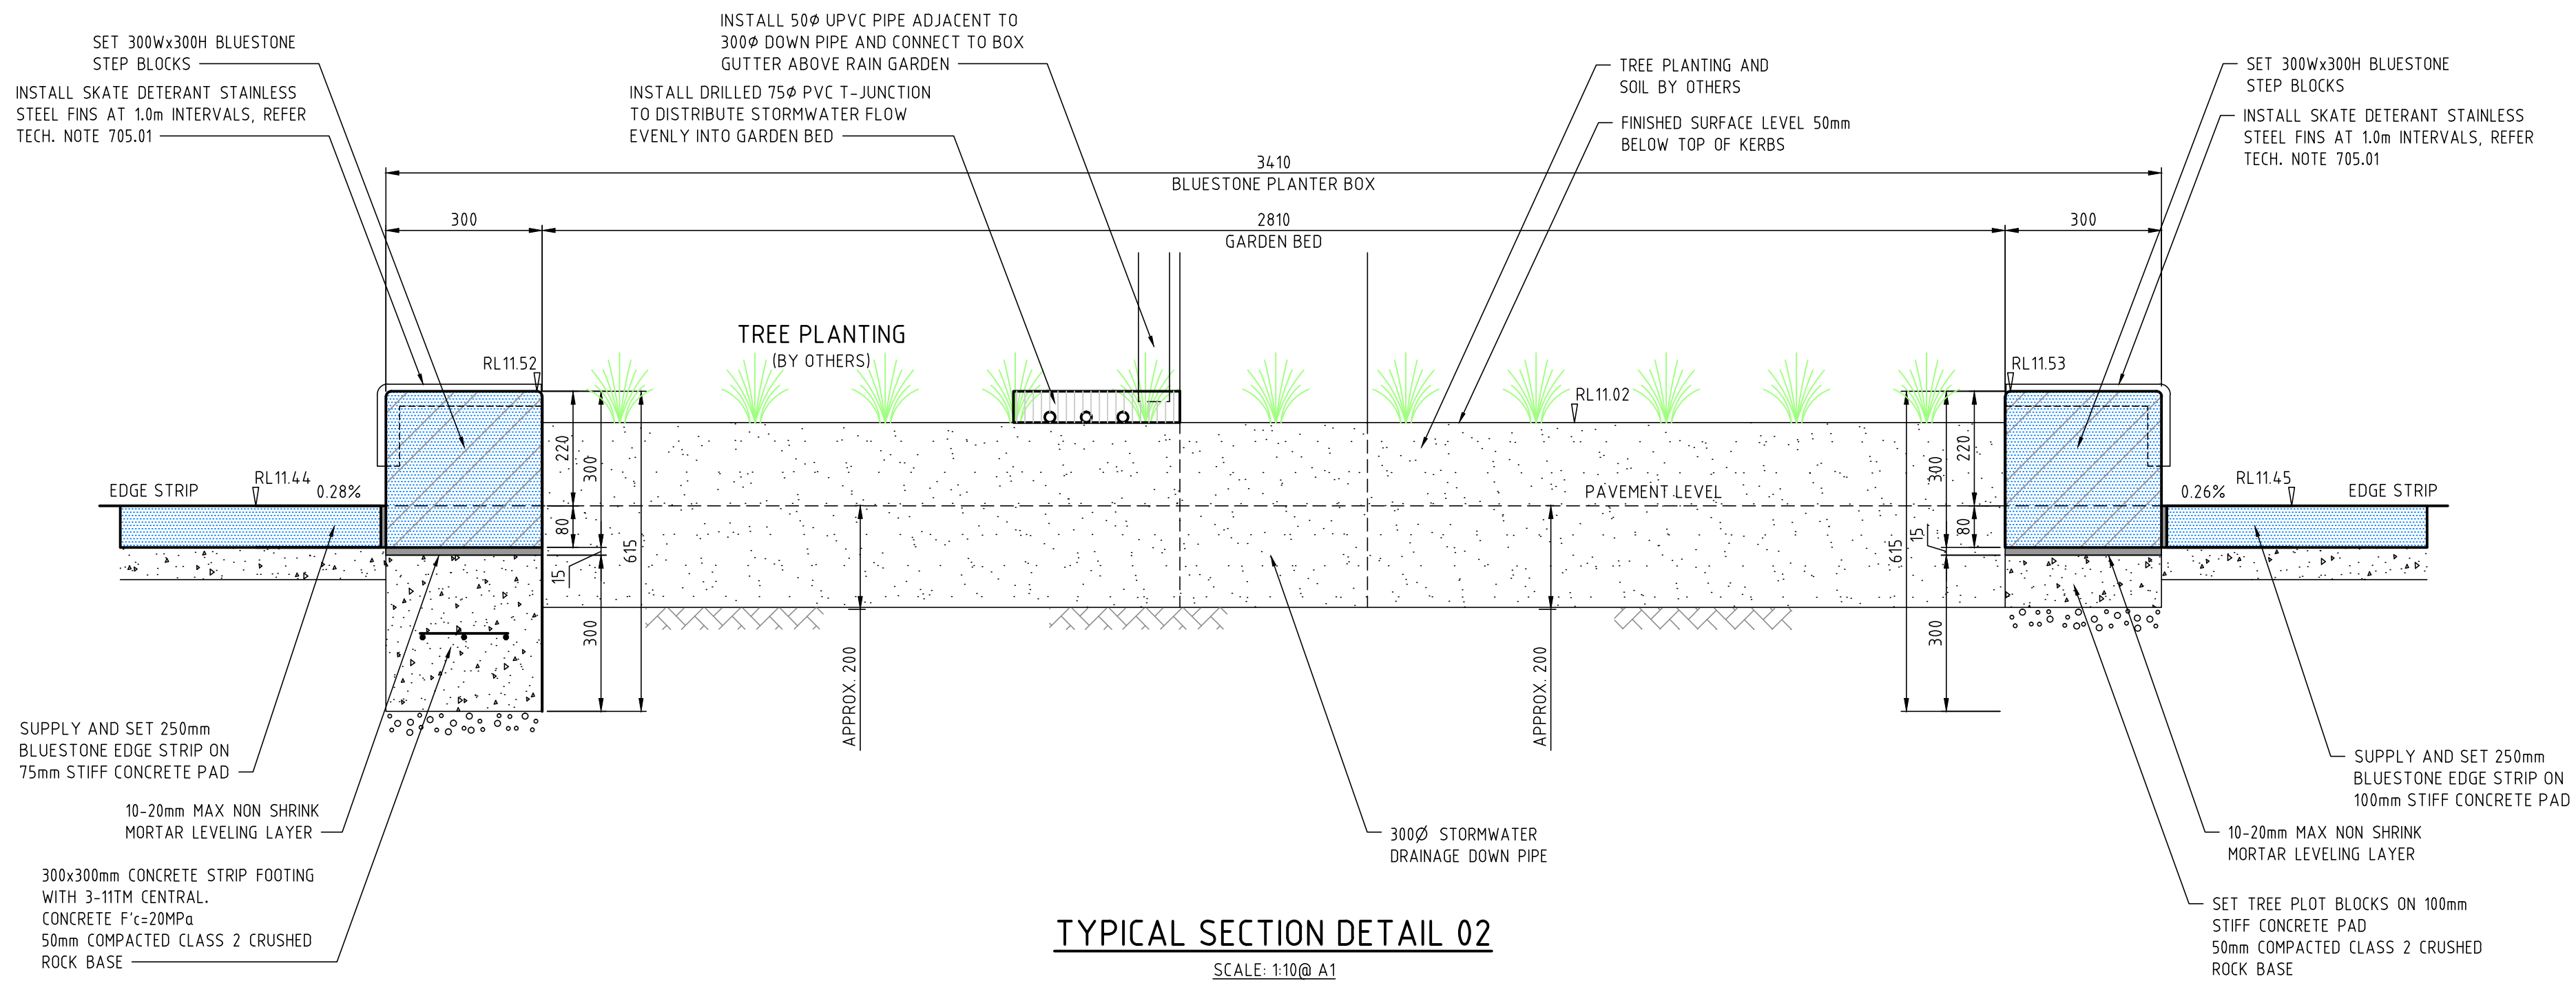 SET 300Wx300H BLUESTONE
STEP BLOCKS
INSTALL SKATE DETERANT STAINLESS
STEEL FINS AT 1.0m INTERVALS, REFER
TECH. NOTE 705.01
INSTALL 50Ø UPVC PIPE ADJACENT TO
300Ø DOWN PIPE AND CONNECT TO BOX
GUTTER ABOVE RAIN GARDEN
INSTALL DRILLED 75Ø PVC T-JUNCTION
TO DISTRIBUTE STORMWATER FLOW
EVENLY INTO GARDEN BED
TREE PLANTING AND
SOIL BY OTHERS
FINISHED SURFACE LEVEL 50mm
BELOW TOP OF KERBS
SET 300Wx300H BLUESTONE
STEP BLOCKS
INSTALL SKATE DETERANT STAINLESS
STEEL FINS AT 1.0m INTERVALS, REFER
TECH. NOTE 705.01
3410
BLUESTONE PLANTER BOX
300
2810
GARDEN BED
300
TREE PLANTING
(BY OTHERS)
RL11.52
RL11.02
RL11.53
EDGE STRIP
RL11.44
0.28%
220
300
80
15
615
300
PAVEMENT LEVEL
APPROX. 200
APPROX. 200
220
300
80
15
615
300
0.26%
RL11.45
EDGE STRIP
SUPPLY AND SET 250mm
BLUESTONE EDGE STRIP ON
75mm STIFF CONCRETE PAD
10-20mm MAX NON SHRINK
MORTAR LEVELING LAYER
300x300mm CONCRETE STRIP FOOTING
WITH 3-11TM CENTRAL.
CONCRETE F'c=20MPa
50mm COMPACTED CLASS 2 CRUSHED
ROCK BASE
300Ø STORMWATER
DRAINAGE DOWN PIPE
SUPPLY AND SET 250mm
BLUESTONE EDGE STRIP ON
100mm STIFF CONCRETE PAD
10-20mm MAX NON SHRINK
MORTAR LEVELING LAYER
SET TREE PLOT BLOCKS ON 100mm
STIFF CONCRETE PAD
50mm COMPACTED CLASS 2 CRUSHED
ROCK BASE
TYPICAL SECTION DETAIL 02
SCALE: 1:10@ A1